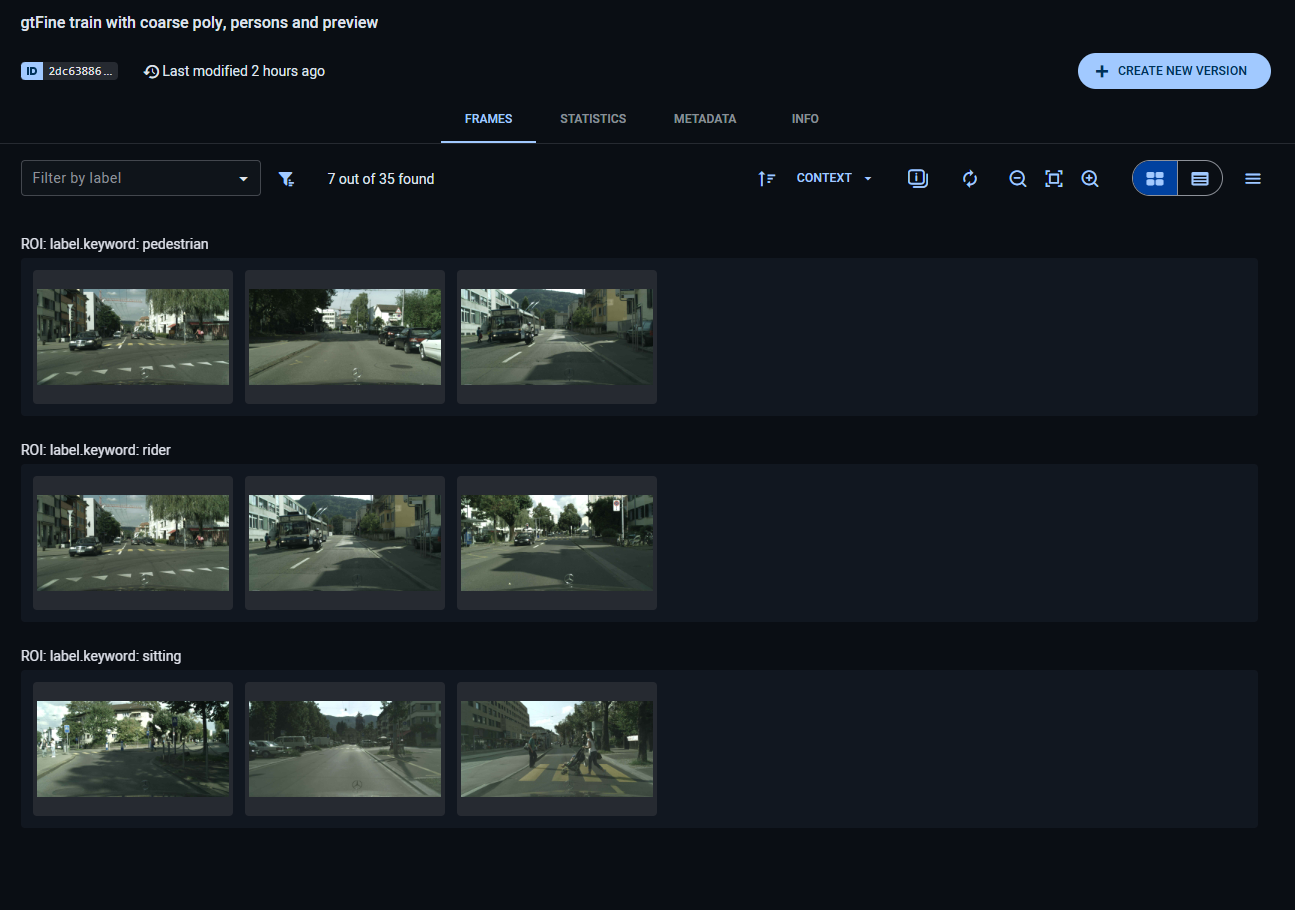 gtFine train with coarse poly, persons and preview
ID 2dc63886 ... Last modified 2 hours ago
CREATE NEW VERSION
FRAMES STATISTICS METADATA INFO
Filter by label 7 out of 35 found CONTEXT
ROI: label.keyword: pedestrian
ROI: label.keyword: rider
ROI: label.keyword: sitting